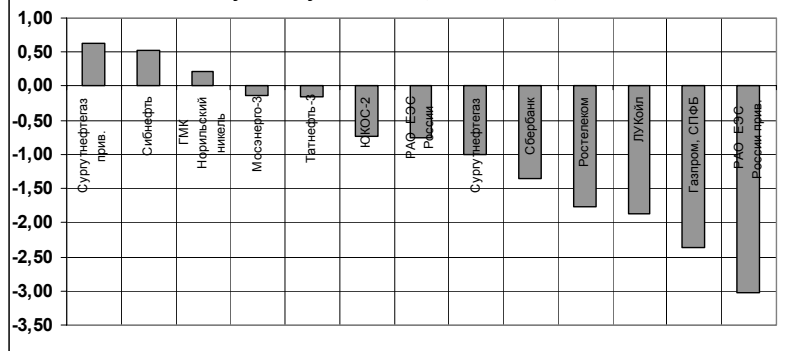 1,00
0,50
0,00
-0,50
-1,00
-1,50
-2,00
-2,50
-3,00
-3,50
Сургутнефтегаз
прив.
Сибнефть
ГМК
Норильский
никель
Мосэнерго-3
Татнефть-3
ЮКОС-2
РАО ЕЭС
России
Сургутнефтегаз
Сбербанк
Ростелеком
ЛУКойл
Газпром, СПФБ
РАО ЕЭС
России прив.